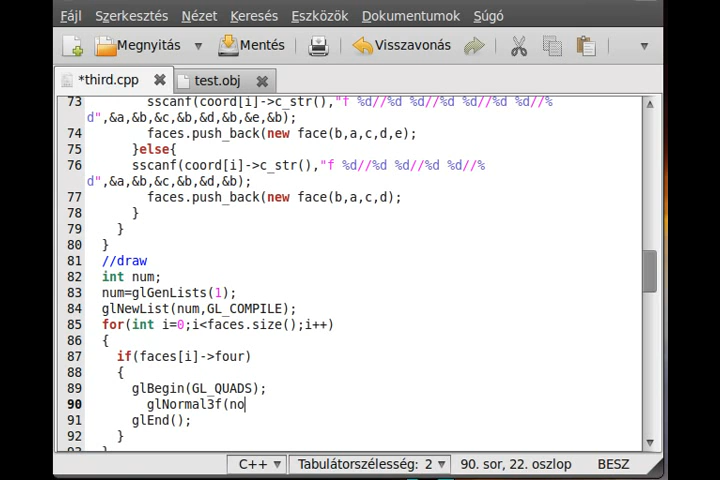 Fájl Szerkesztés Nézet Keresés Eszközök Dokumentumok Súgó
Megnyitás Mentés Visszavonás
*third.cpp test.obj
73 sscanf(coord[i]->c_str(),"f %d//%d %d//%d %d//%d %d//%
d",&a,&b,&c,&b,&d,&b,&e,&b);
74 faces.push_back(new face(b,a,c,d,e);
75 }else{
76 sscanf(coord[i]->c_str(),"f %d//%d %d//%d %d//%
d",&a,&b,&c,&b,&d,&b);
77 faces.push_back(new face(b,a,c,d);
78 }
79 }
80 }
81 //draw
82 int num;
83 num=glGenLists(1);
84 glNewList(num,GL_COMPILE);
85 for(int i=0;i<faces.size();i++)
86 {
87 if(faces[i]->four)
88 {
89 glBegin(GL_QUADS);
90 glNormal3f(no
91 glEnd();
92 }
93 }
C++ Tabulátorszélesség: 2 90. sor, 22. oszlop BESZ